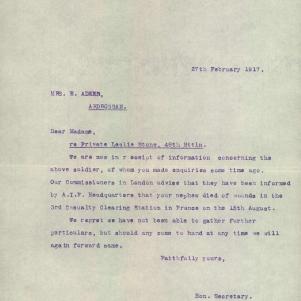 27th February 1917.
MRS. E. ADKER,
ARDROSSAN.
Dear Madam,
re Private Leslie Stone, 48th Bttln.
We are now in r eceipt of information concerning the
above soldier, of whom you made enquiries some time ago.
Our Commissioners in London advise that they have been informed
by A.I.F. Headquarters that your nephew died of wounds in the
3rd Casualty Clearing Station in France on the 15th August.
We regret we have not been able to gather further
particulars, but should any come to hand at any time we will
again forward same.
Faithfully yours,
Hon. Secretary.